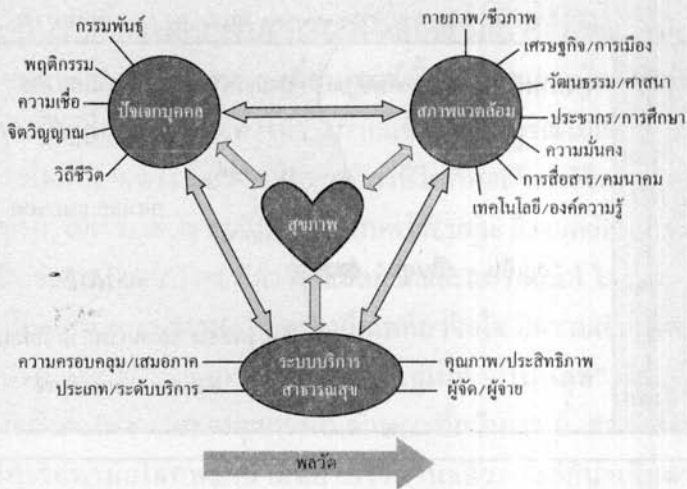 กรรมพันธุ์
พฤติกรรม
ความเชื่อ
จิตวิญญาณ
วิถีชีวิต
ปัจเจกบุคคล
กายภาพ/ชีวภาพ
เศรษฐกิจ/การเมือง
วัฒนธรรม/ศาสนา
ประชากร/การศึกษา
ความมั่นคง
การสื่อสาร/คมนาคม
เทคโนโลยี/องค์ความรู้
สภาพแวดล้อม
สุขภาพ
ความครอบคลุม/เสมอภาค
ประเภท/ระดับบริการ
ระบบบริการ
สาธารณสุข
คุณภาพ/ประสิทธิภาพ
ผู้จัด/ผู้จ่าย
พลวัต